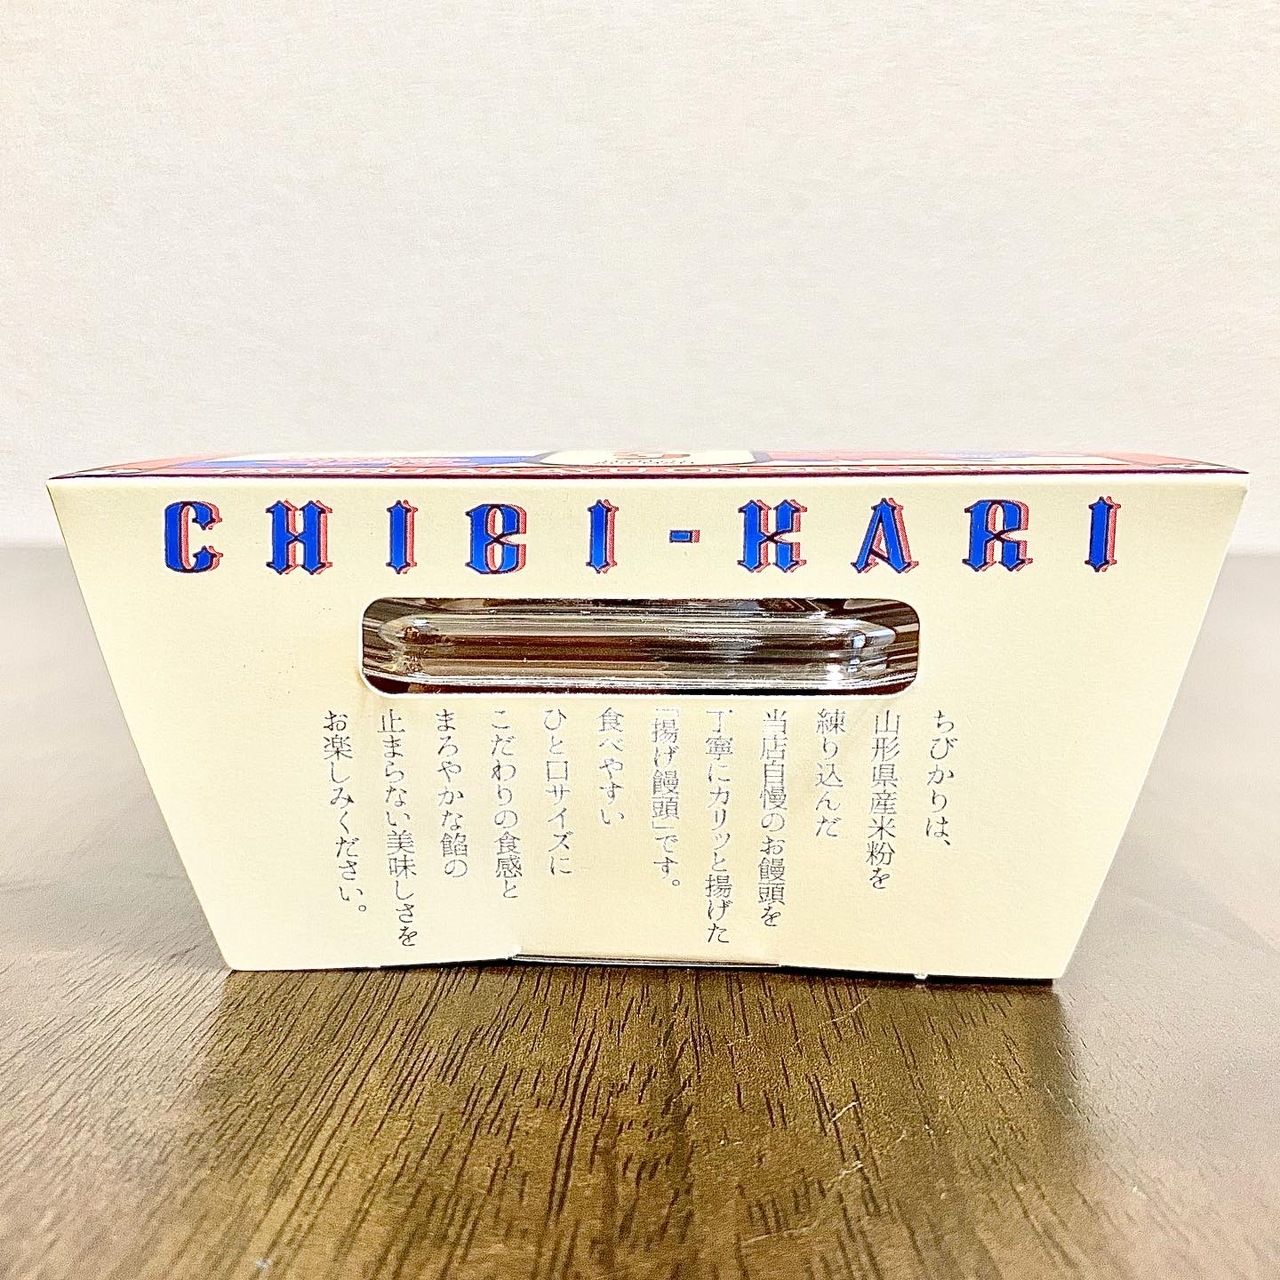 CHIBI-KARI
ちびかりは、
山形県産米粉を
練り込んだ
当店自慢のお饅頭を
丁寧にカリッと揚げた
「揚げ饅頭」です。
食べやすい
ひと口サイズに
こだわりの食感と
まろやかな餡の
止まらない美味しさを
お楽しみください。